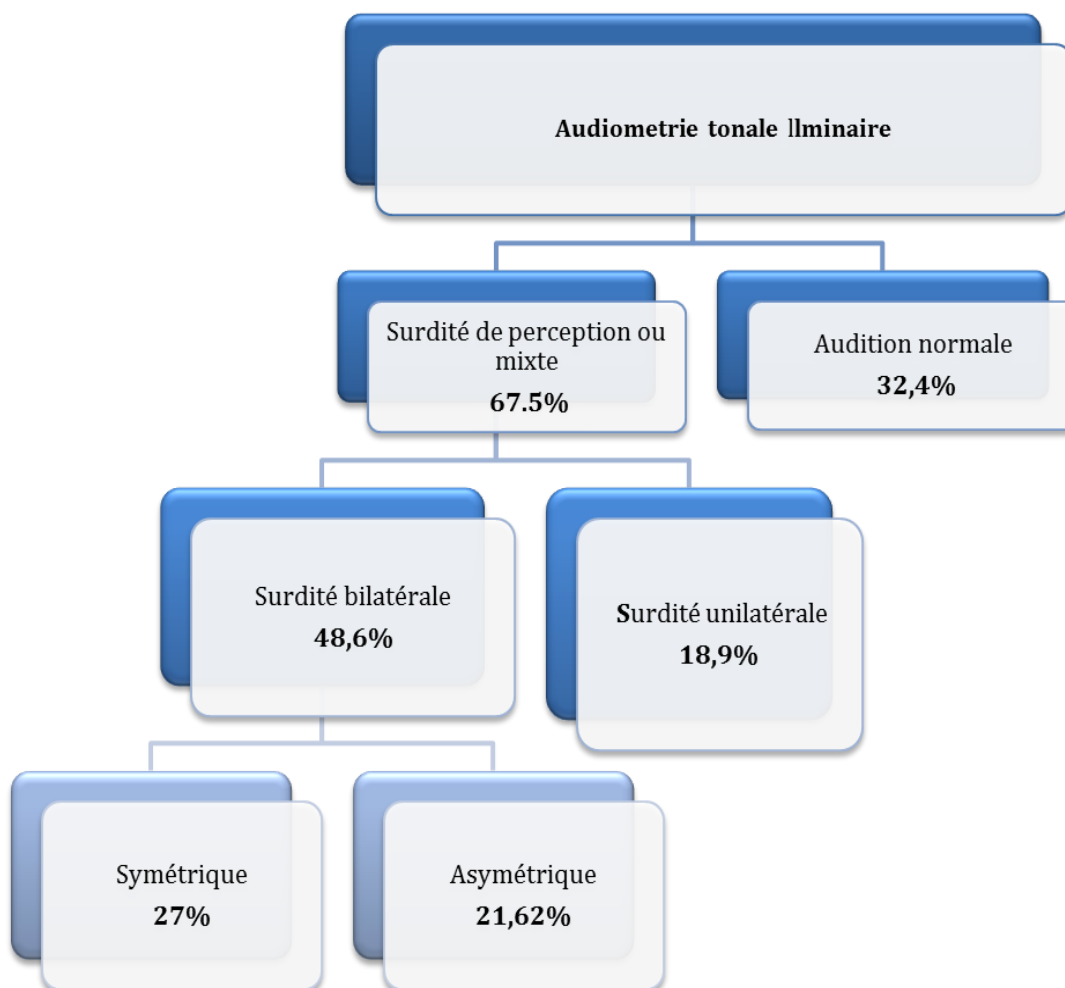 Audiometrie tonale llminaire
Surdité de perception ou
mixte
67.5%
Audition normale
32,4%
Surdité bilatérale
48,6%
Surdité unilatérale
18,9%
Symétrique
27%
Asymétrique
21,62%